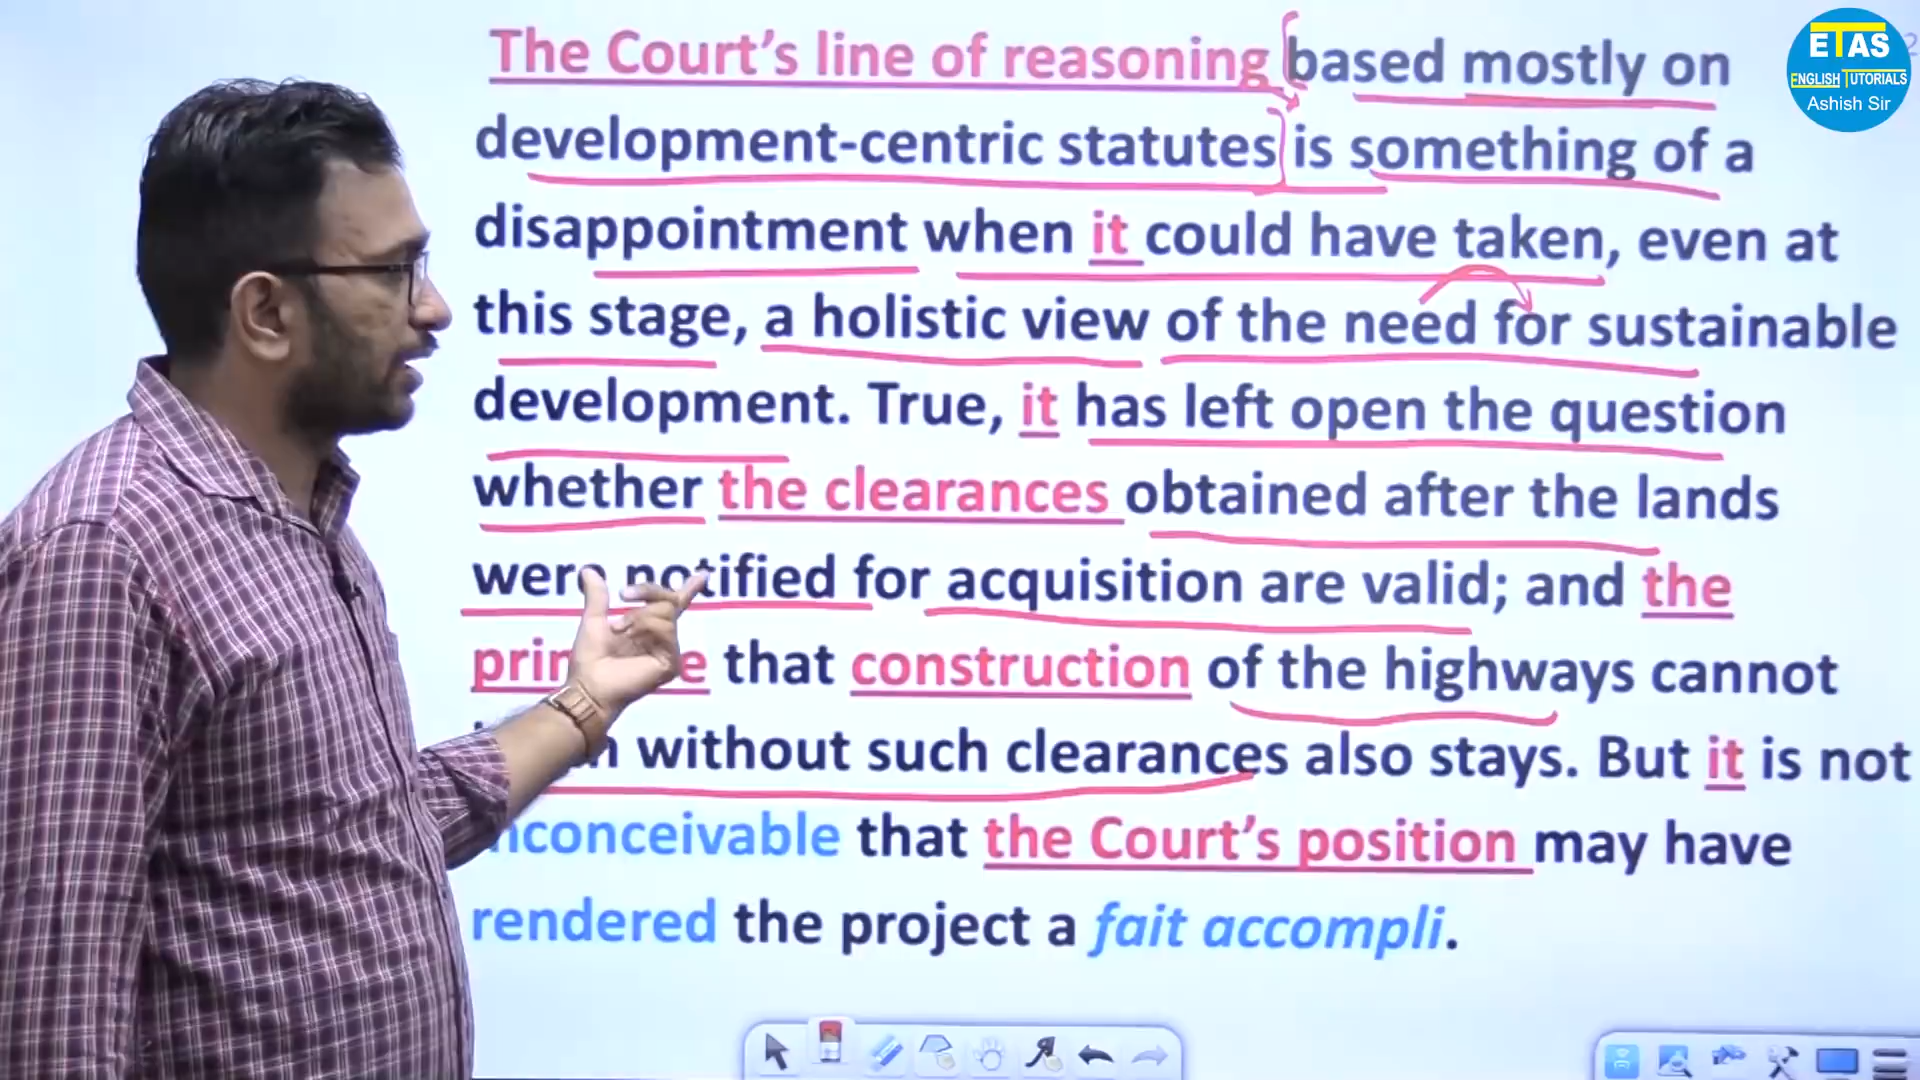 The Court's line of reasoning based mostly on
development-centric statutes is something of a
disappointment when it could have taken, even at
this stage, a holistic view of the need for sustainable
development. True, it has left open the question
whether the clearances obtained after the lands
were notified for acquisition are valid; and the
that construction of the highways cannot
without such clearances also stays. But it is not
inconceivable that the Court's position may have
rendered the project a fait accompli.
ETAS
ENGLISH TUTORIALS
Ashish Sir